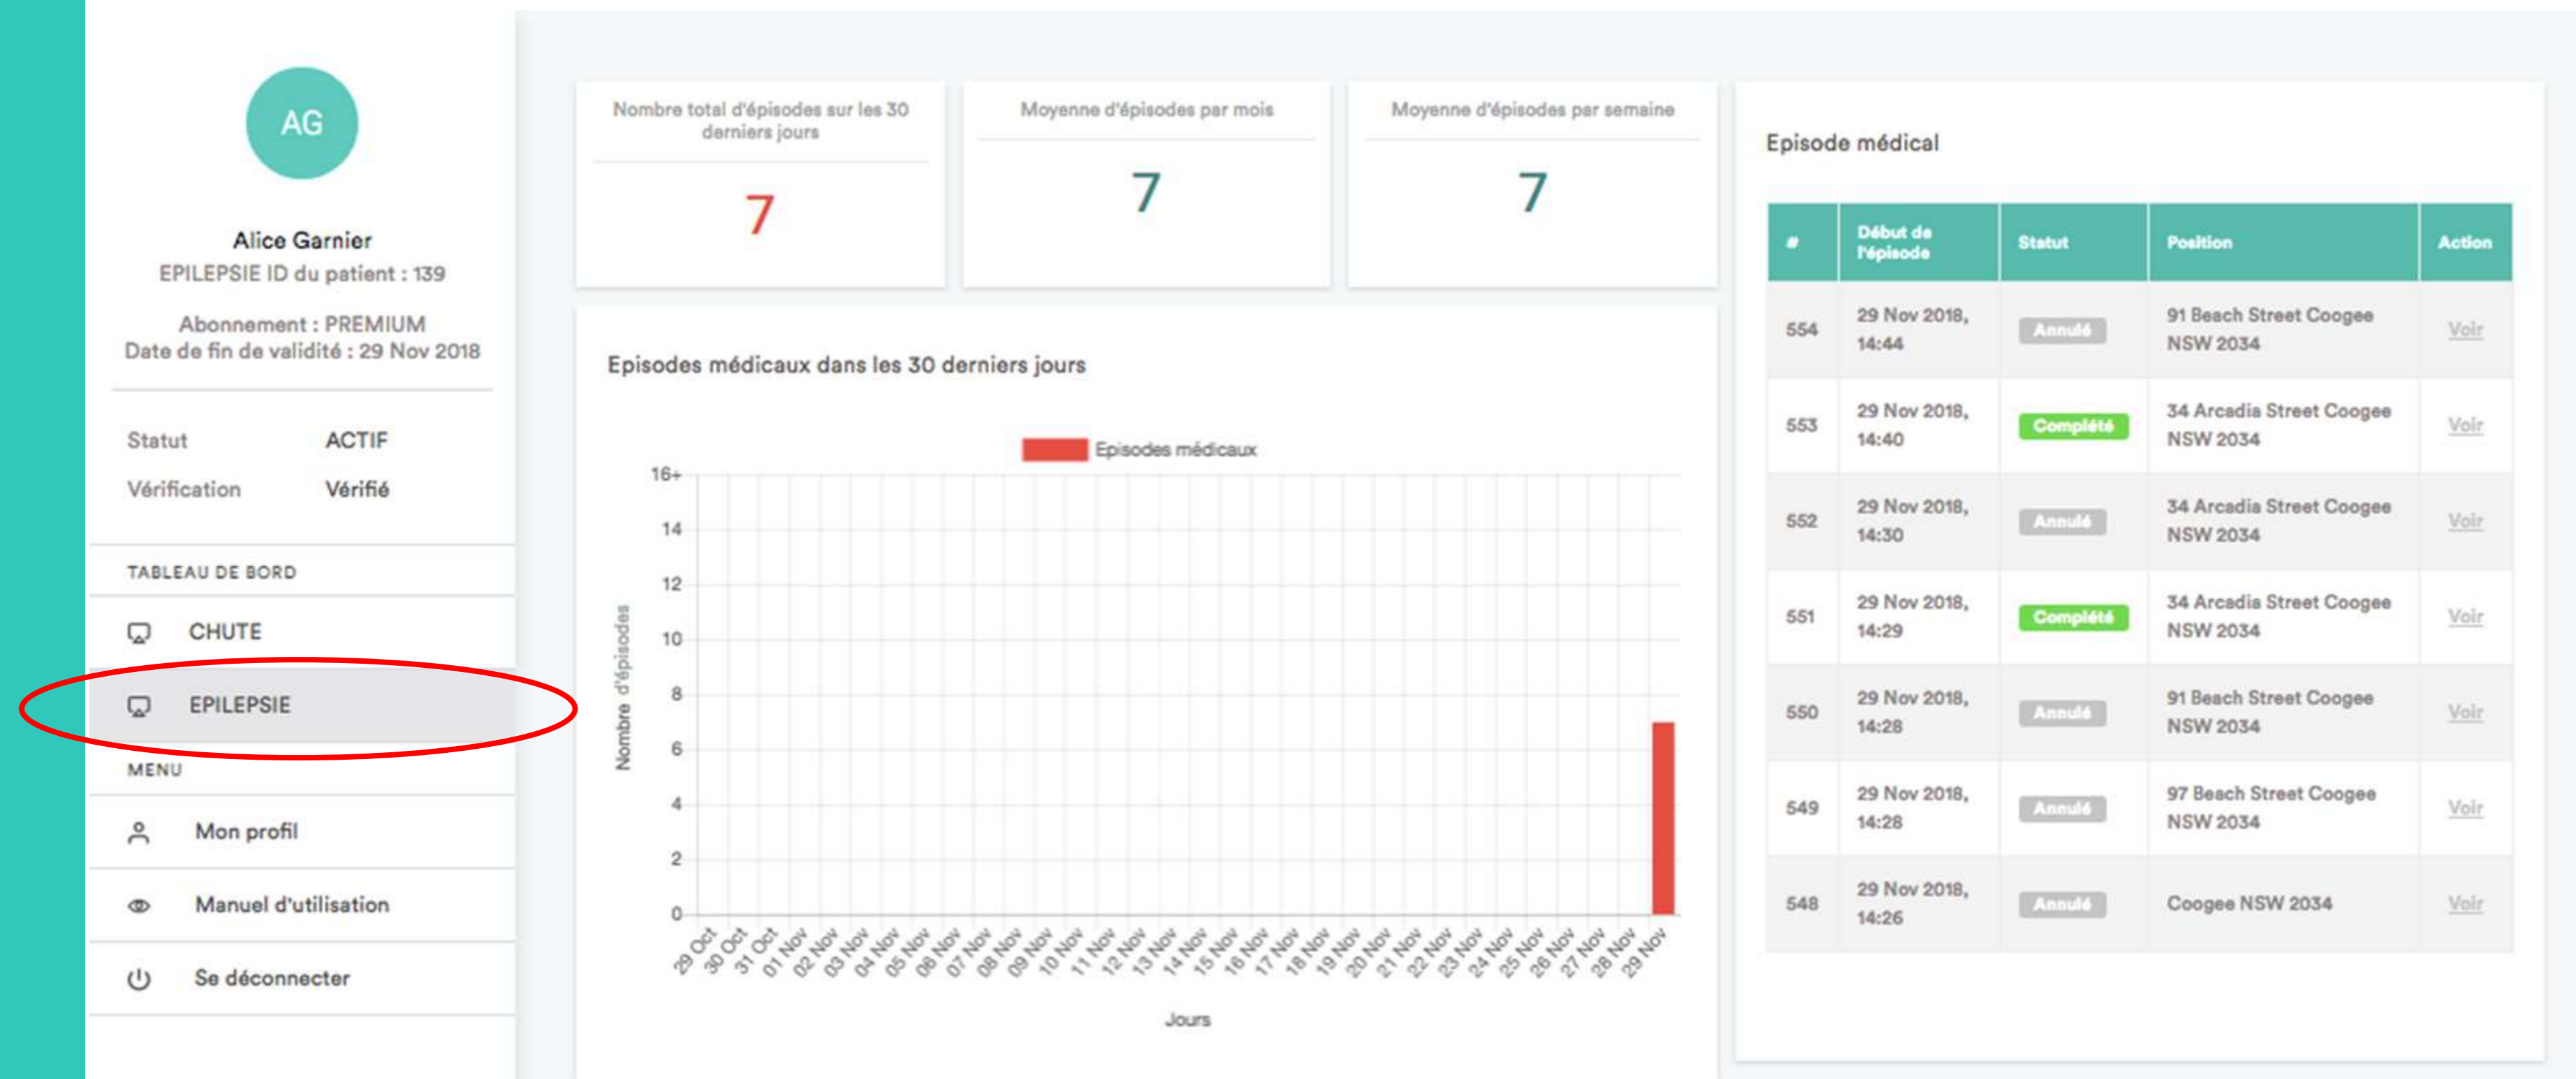 AG
Alice Garnier
EPILEPSIE ID du patient : 139
Abonnement : PREMIUM
Date de fin de validité : 29 Nov 2018
Statut ACTIF
Vérification Vérifié
TABLEAU DE BORD
CHUTE
EPILEPSIE
MENU
Mon profil
Manuel d'utilisation
Se déconnecter
Nombre total d'épisodes sur les 30
derniers jours
7
Moyenne d'épisodes par mois
7
Moyenne d'épisodes par semaine
7
Episodes médicaux dans les 30 derniers jours
Episodes médicaux
16+
14
12
10
8
6
4
2
0
Nombre d'épisodes
29 Oct 30 Oct 31 Oct 01 Nov 02 Nov 03 Nov 04 Nov 05 Nov 06 Nov 07 Nov 08 Nov 09 Nov 10 Nov 11 Nov 12 Nov 13 Nov 14 Nov 15 Nov 16 Nov 17 Nov 18 Nov 19 Nov 20 Nov 21 Nov 22 Nov 23 Nov 24 Nov 25 Nov 26 Nov 27 Nov 28 Nov 29 Nov
Jours
Episode médical
# Début de l'épisode Statut Position Action
554 29 Nov 2018, Annulé 91 Beach Street Coogee Voir
14:44 NSW 2034
553 29 Nov 2018, Complété 34 Arcadia Street Coogee Voir
14:40 NSW 2034
552 29 Nov 2018, Annulé 34 Arcadia Street Coogee Voir
14:30 NSW 2034
551 29 Nov 2018, Complété 34 Arcadia Street Coogee Voir
14:29 NSW 2034
550 29 Nov 2018, Annulé 91 Beach Street Coogee Voir
14:28 NSW 2034
549 29 Nov 2018, Annulé 97 Beach Street Coogee Voir
14:28 NSW 2034
548 29 Nov 2018, Annulé Coogee NSW 2034 Voir
14:26